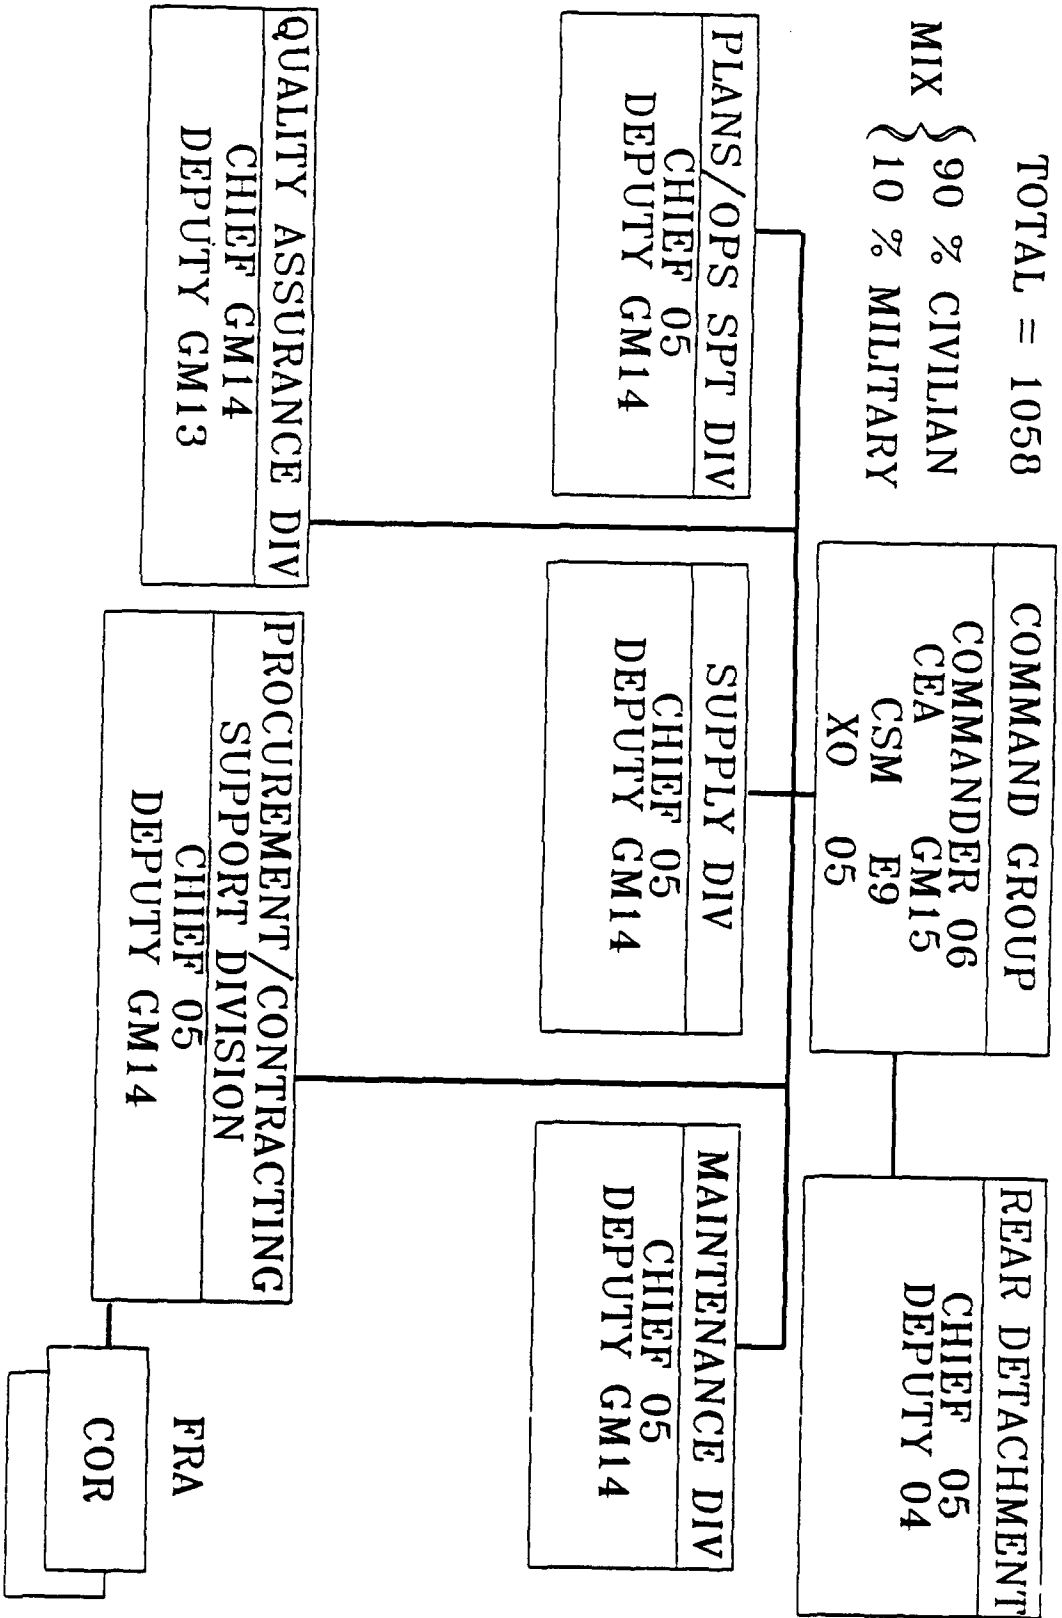 TOTAL = 1058
MIX
90 % CIVILIAN
10 % MILITARY
COMMAND GROUP
COMMANDER 06
CEA GM15
CSM E9
XO 05
REAR DETACHMENT
CHIEF 05
DEPUTY 04
PLANS/OPS SPT DIV
CHIEF 05
DEPUTY GM14
SUPPLY DIV
CHIEF 05
DEPUTY GM14
MAINTENANCE DIV
CHIEF 05
DEPUTY GM14
QUALITY ASSURANCE DIV
CHIEF GM14
DEPUTY GM13
PROCUREMENT/CONTRACTING
SUPPORT DIVISION
CHIEF 05
DEPUTY GM14
FRA
COR